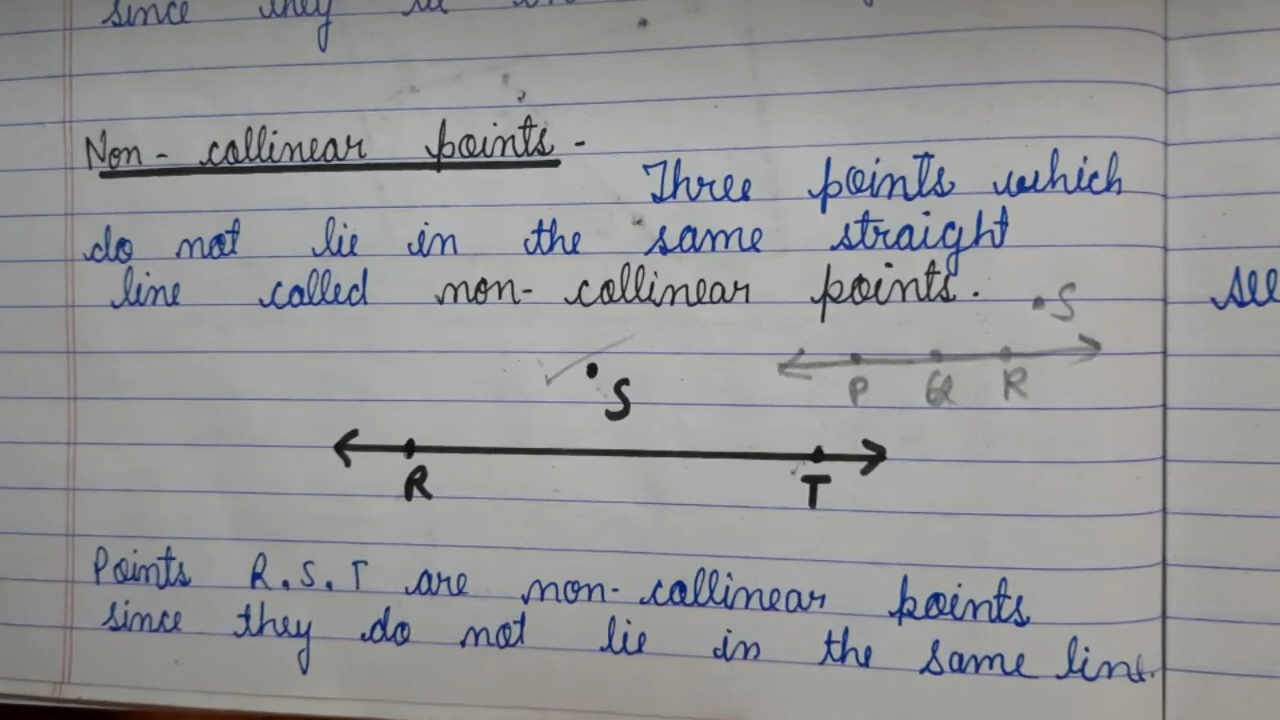 since they
Non- collinear points -
Three points which
do not lie in the same straight
line called non- collinear points.
see
S
P Q R
S
R T
Points R.S.T are non- collinear points
since they do not lie in the same line.